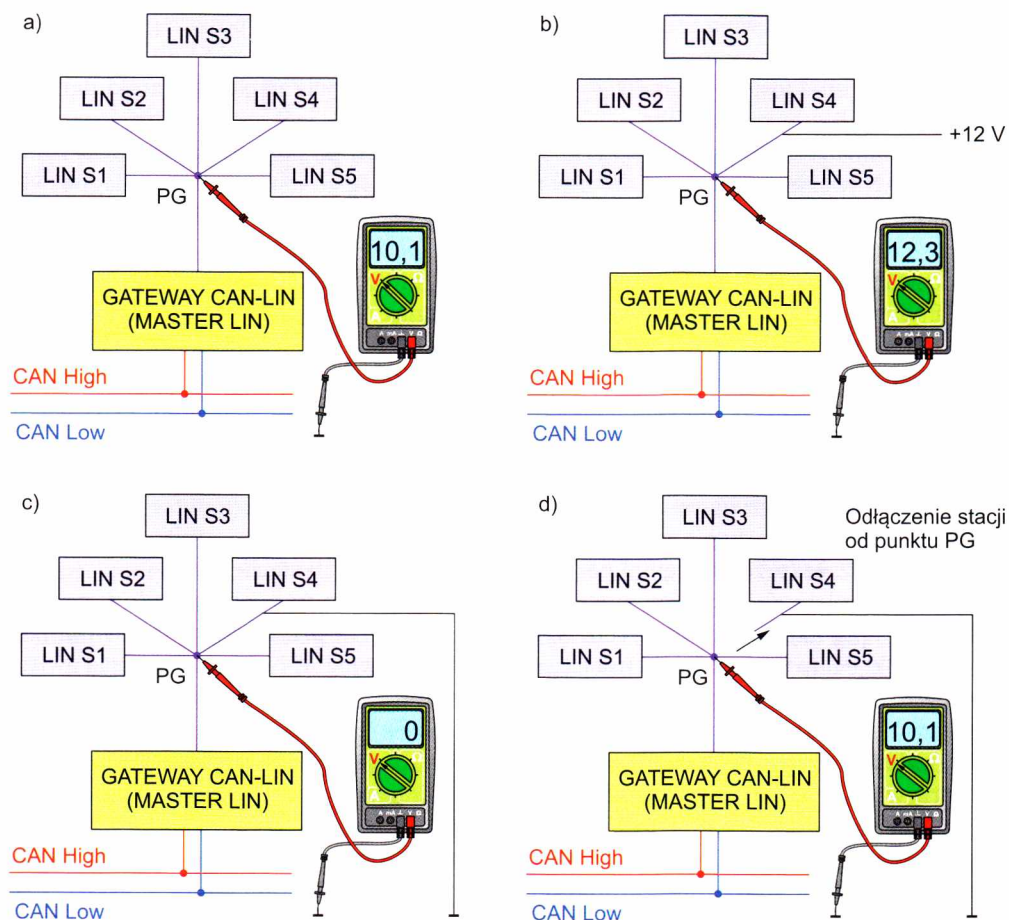 a)
LIN S3
LIN S2
LIN S4
LIN S1
LIN S5
PG
10,1
V
Ω
A
A mA ⊥ V Ω
GATEWAY CAN-LIN
(MASTER LIN)
CAN High
CAN Low
b)
LIN S3
LIN S2
LIN S4
+12 V
LIN S1
LIN S5
PG
12,3
V
Ω
A
A mA ⊥ V Ω
GATEWAY CAN-LIN
(MASTER LIN)
CAN High
CAN Low
c)
LIN S3
LIN S2
LIN S4
LIN S1
LIN S5
PG
0
V
Ω
A
A mA ⊥ V Ω
GATEWAY CAN-LIN
(MASTER LIN)
CAN High
CAN Low
d)
Odłączenie stacji
od punktu PG
LIN S3
LIN S2
LIN S4
LIN S1
LIN S5
PG
10,1
V
Ω
A
A mA ⊥ V Ω
GATEWAY CAN-LIN
(MASTER LIN)
CAN High
CAN Low